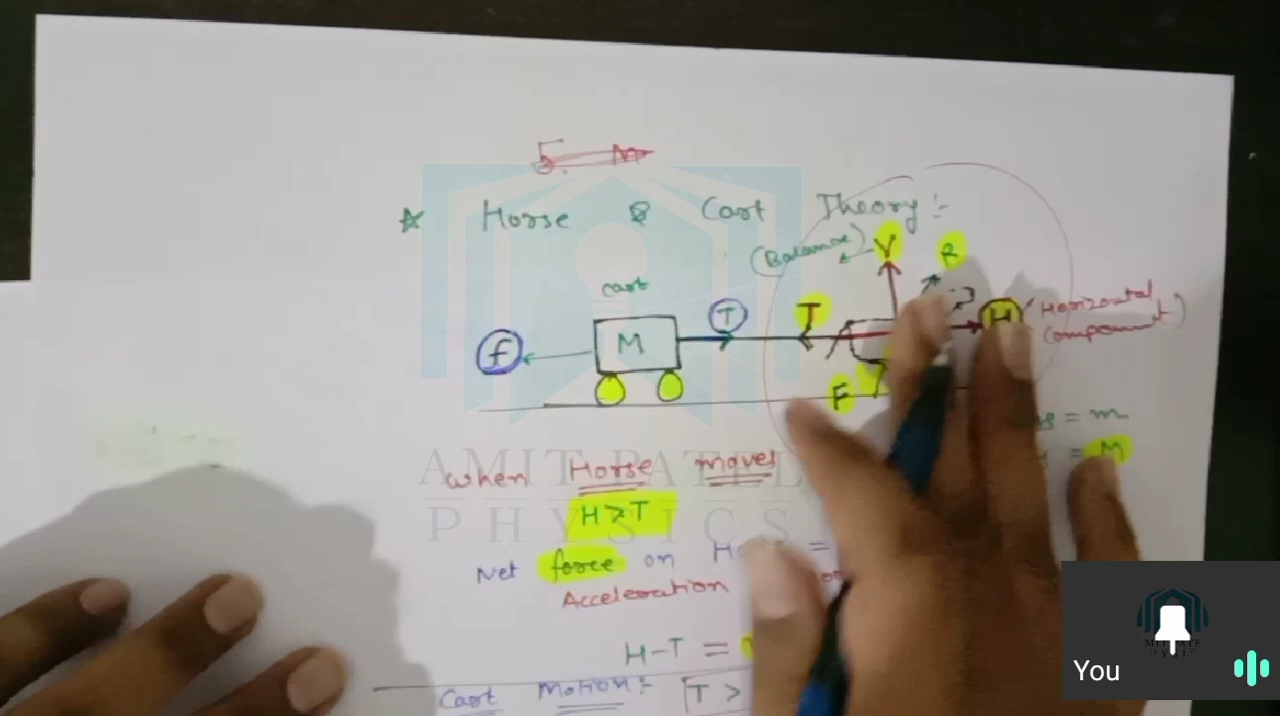 Horse & Cart Theory :-
(Balance) V R
cart
f M T T H Horizontal
Component
F
= m
= M
AMIT PATEL
PHYSICS
When Horse moves
H > T
Net force on
Acceleration
H - T =
Cart Motion :- T >
You